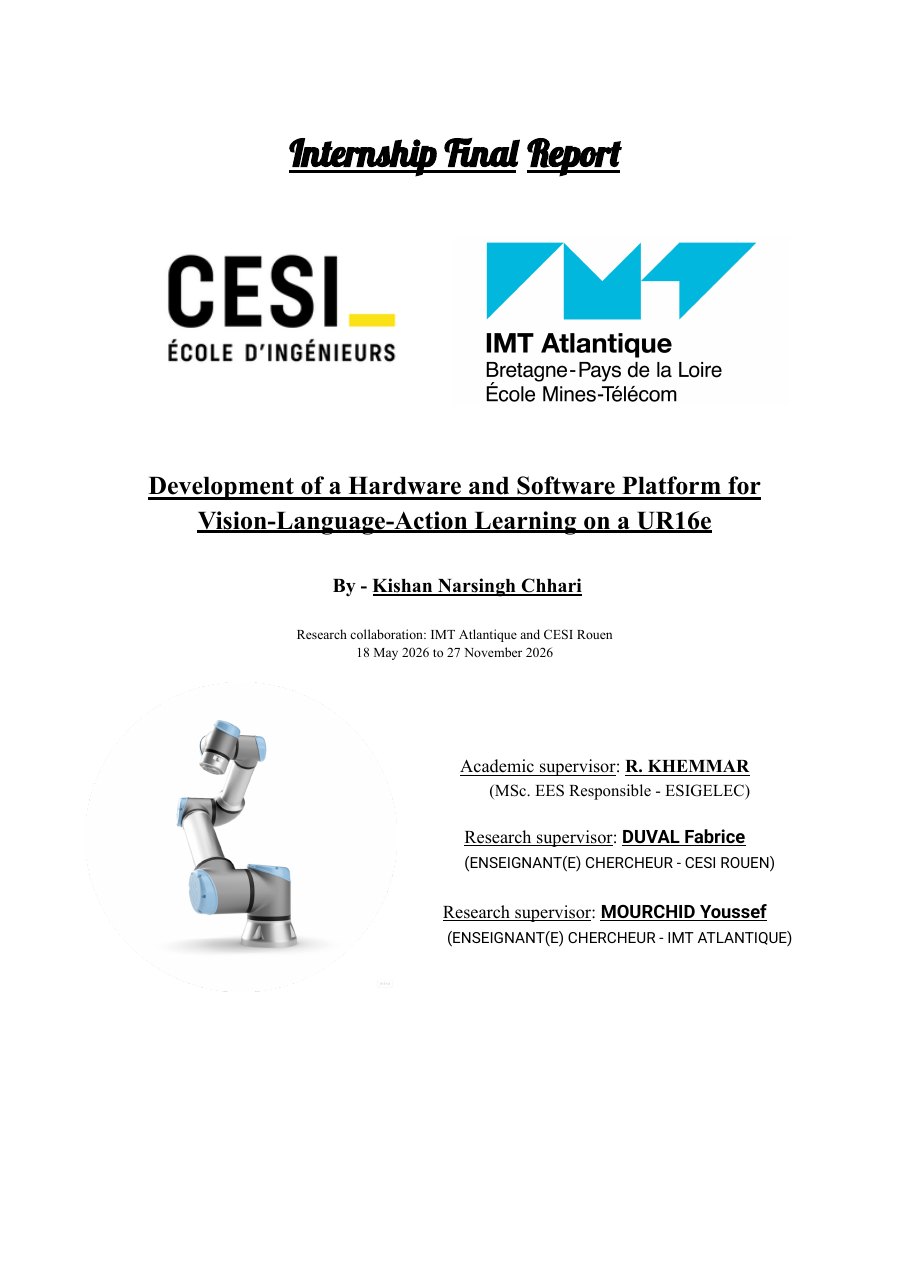 Internship Final Report
CESI_
ÉCOLE D'INGÉNIEURS
IMT Atlantique
Bretagne-Pays de la Loire
École Mines-Télécom
Development of a Hardware and Software Platform for
Vision-Language-Action Learning on a UR16e
By - Kishan Narsingh Chhari
Research collaboration: IMT Atlantique and CESI Rouen
18 May 2026 to 27 November 2026
Academic supervisor: R. KHEMMAR
(MSc. EES Responsible - ESIGELEC)
Research supervisor: DUVAL Fabrice
(ENSEIGNANT(E) CHERCHEUR - CESI ROUEN)
Research supervisor: MOURCHID Youssef
(ENSEIGNANT(E) CHERCHEUR - IMT ATLANTIQUE)